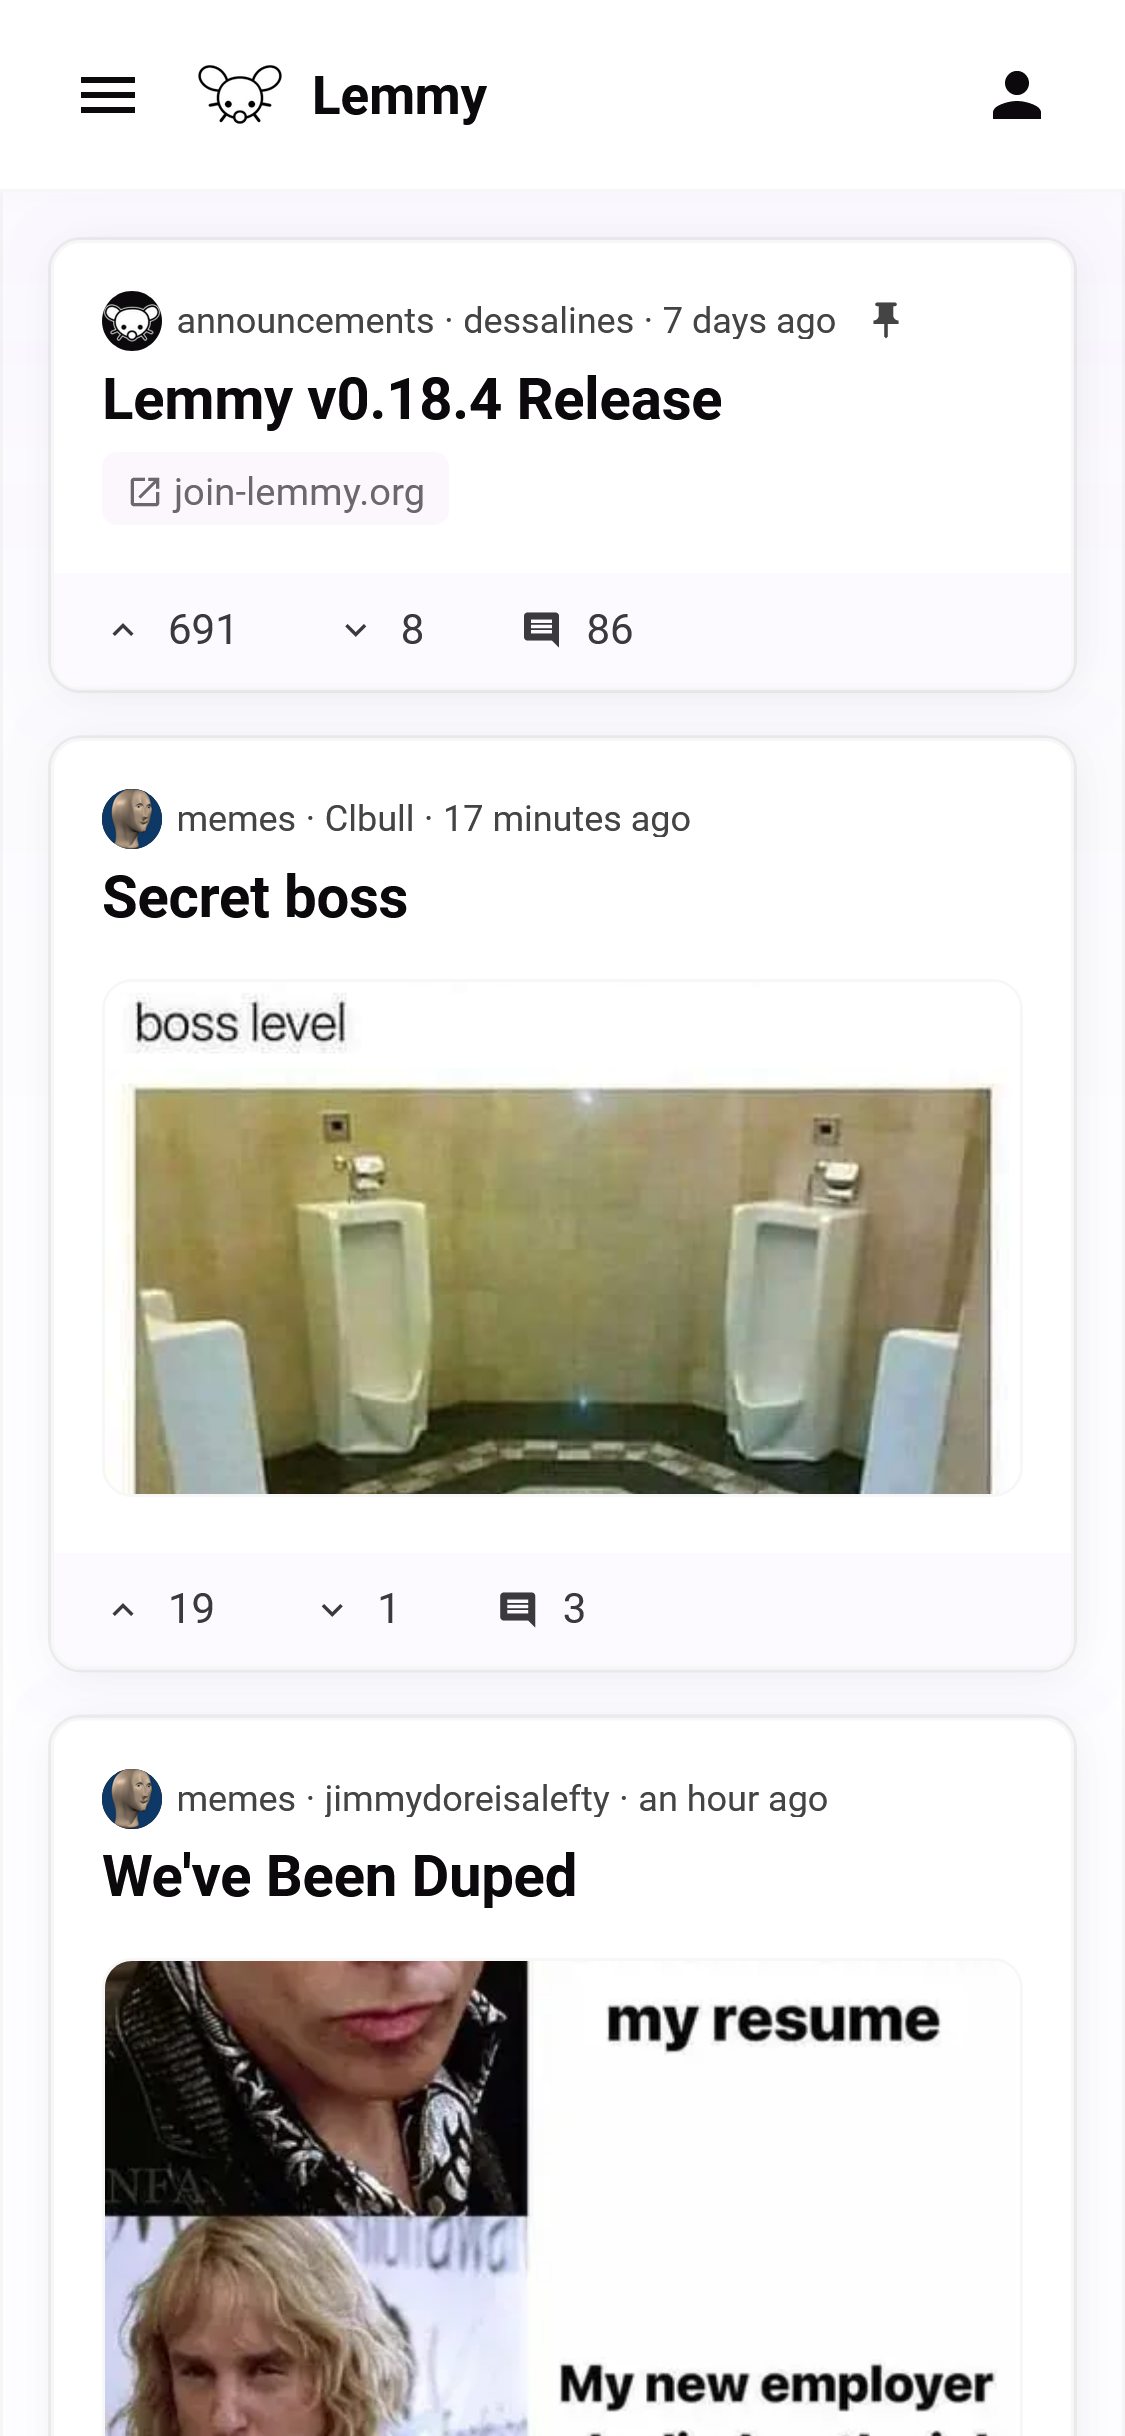 Lemmy
announcements · dessalines · 7 days ago
Lemmy v0.18.4 Release
join-lemmy.org
691 8 86
memes · Clbull · 17 minutes ago
Secret boss
boss level
19 1 3
memes · jimmydoreisalefty · an hour ago
We've Been Duped
my resume
NFA
My new employer